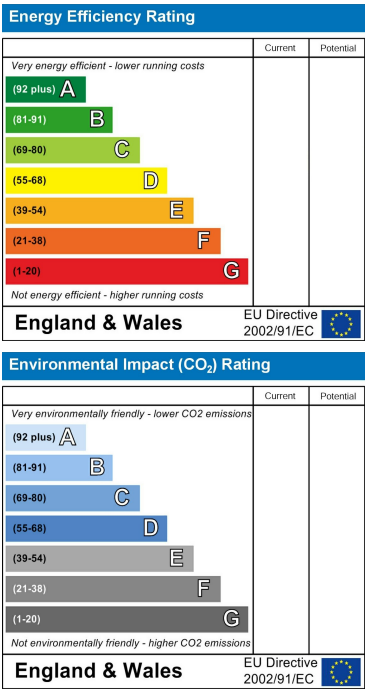 Energy Efficiency Rating
Current Potential
Very energy efficient - lower running costs
(92 plus) A
(81-91) B
(69-80) C
(55-68) D
(39-54) E
(21-38) F
(1-20) G
Not energy efficient - higher running costs
England & Wales
EU Directive
2002/91/EC
Environmental Impact (CO₂) Rating
Current Potential
Very environmentally friendly - lower CO2 emissions
(92 plus) A
(81-91) B
(69-80) C
(55-68) D
(39-54) E
(21-38) F
(1-20) G
Not environmentally friendly - higher CO2 emissions
England & Wales
EU Directive
2002/91/EC